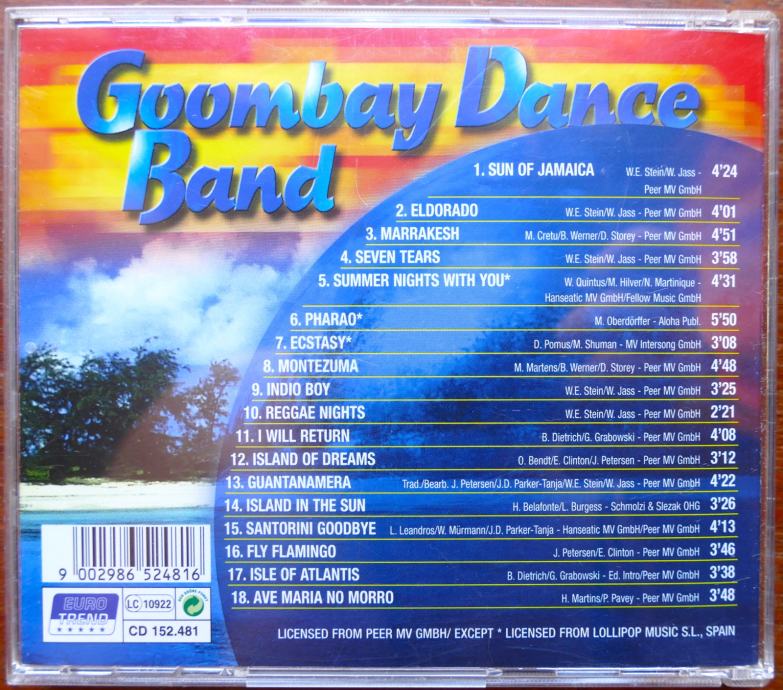 Goombay Dance
Band
1. SUN OF JAMAICA W.E. Stein/W. Jass - 4'24
Peer MV GmbH
2. ELDORADO W.E. Stein/W. Jass - Peer MV GmbH 4'01
3. MARRAKESH M. Cretu/B. Werner/D. Storey - Peer MV GmbH 4'51
4. SEVEN TEARS W.E. Stein/W. Jass - Peer MV GmbH 3'58
5. SUMMER NIGHTS WITH YOU* W. Quintus/M. Hilver/N. Martinique - 4'31
Hanseatic MV GmbH/Fellow Music GmbH
6. PHARAO* M. Oberdörffer - Aloha Publ. 5'50
7. ECSTASY* D. Pomus/M. Shuman - MV Intersong GmbH 3'08
8. MONTEZUMA M. Martens/B. Werner/D. Storey - Peer MV GmbH 4'48
9. INDIO BOY W.E. Stein/W. Jass - Peer MV GmbH 3'25
10. REGGAE NIGHTS W.E. Stein/W. Jass - Peer MV GmbH 2'21
11. I WILL RETURN B. Dietrich/G. Grabowski - Peer MV GmbH 4'08
12. ISLAND OF DREAMS O. Bendt/E. Clinton/J. Petersen - Peer MV GmbH 3'12
13. GUANTANAMERA Trad./Bearb. J. Petersen/J.D. Parker-Tanja/W.E. Stein/W. Jass - Peer MV GmbH 4'22
14. ISLAND IN THE SUN H. Belafonte/L. Burgess - Schmolzi & Slezak OHG 3'26
15. SANTORINI GOODBYE L. Leandros/W. Mürmann/J.D. Parker-Tanja - Hanseatic MV GmbH/Peer MV GmbH 4'13
16. FLY FLAMINGO J. Petersen/E. Clinton - Peer MV GmbH 3'46
17. ISLE OF ATLANTIS B. Dietrich/G. Grabowski - Ed. Intro/Peer MV GmbH 3'38
18. AVE MARIA NO MORRO H. Martins/P. Pavey - Peer MV GmbH 3'48
9 002986 524816
EURO
TREND
LC 10922
DER GRÜNE PUNKT
CD 152.481
LICENSED FROM PEER MV GMBH/ EXCEPT * LICENSED FROM LOLLIPOP MUSIC S.L., SPAIN